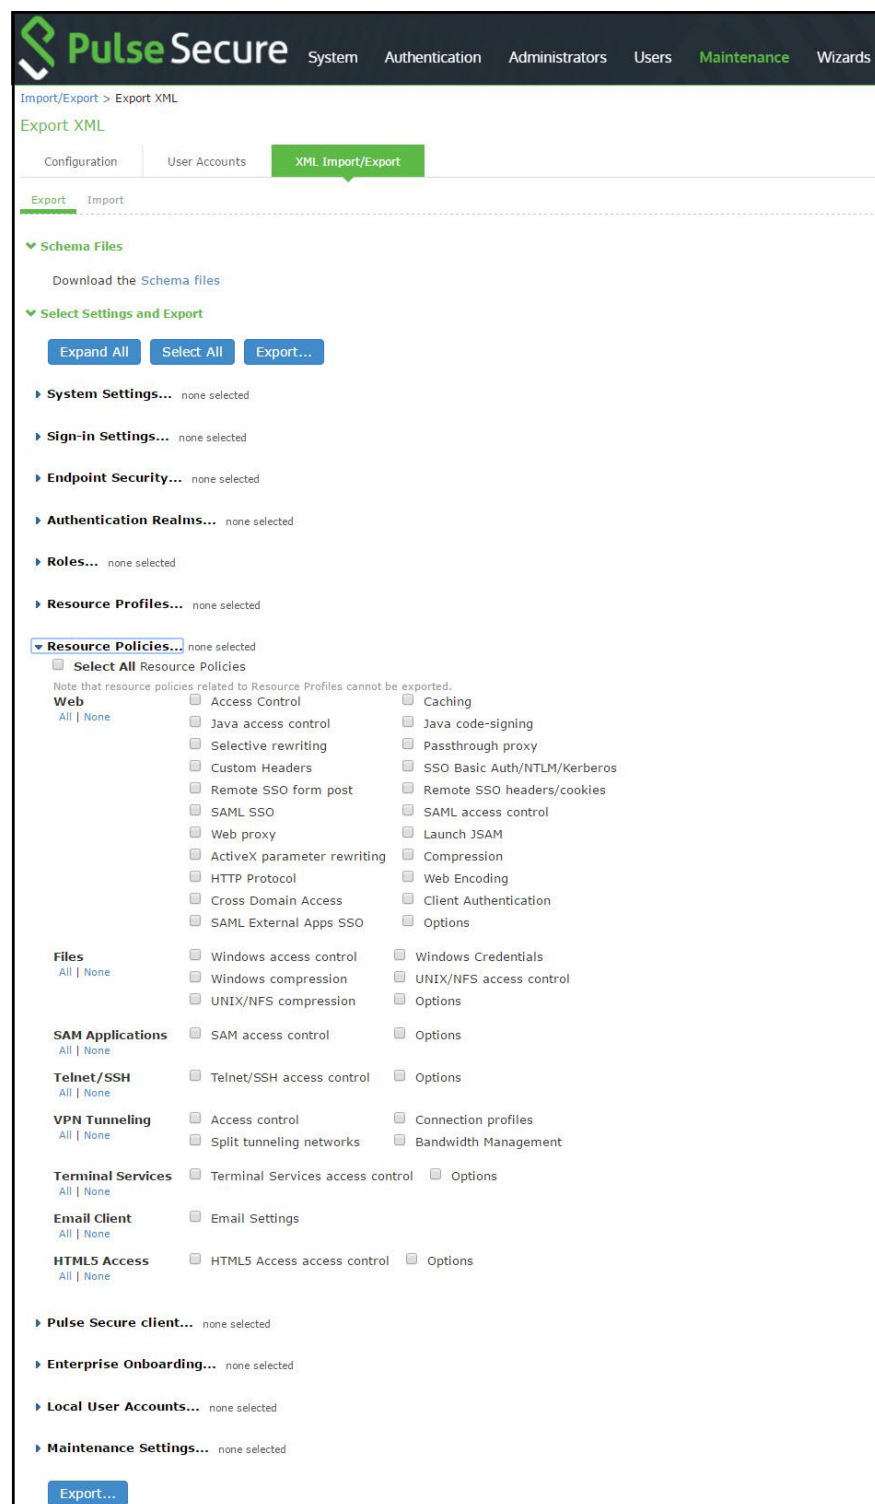 Pulse Secure System Authentication Administrators Users Maintenance Wizards
Import/Export > Export XML
Export XML
Configuration User Accounts XML Import/Export
Export Import
Schema Files
Download the Schema files
Select Settings and Export
Expand All Select All Export...
System Settings... none selected
Sign-in Settings... none selected
Endpoint Security... none selected
Authentication Realms... none selected
Roles... none selected
Resource Profiles... none selected
Resource Policies... none selected
Select All Resource Policies
Note that resource policies related to Resource Profiles cannot be exported.
Web Access Control Caching
All | None
Java access control Java code-signing
Selective rewriting Passthrough proxy
Custom Headers SSO Basic Auth/NTLM/Kerberos
Remote SSO form post Remote SSO headers/cookies
SAML SSO SAML access control
Web proxy Launch JSAM
ActiveX parameter rewriting Compression
HTTP Protocol Web Encoding
Cross Domain Access Client Authentication
SAML External Apps SSO Options
Files Windows access control Windows Credentials
All | None
Windows compression UNIX/NFS access control
UNIX/NFS compression Options
SAM Applications SAM access control Options
All | None
Telnet/SSH Telnet/SSH access control Options
All | None
VPN Tunneling Access control Connection profiles
All | None
Split tunneling networks Bandwidth Management
Terminal Services Terminal Services access control Options
All | None
Email Client Email Settings
All | None
HTML5 Access HTML5 Access access control Options
All | None
Pulse Secure client... none selected
Enterprise Onboarding... none selected
Local User Accounts... none selected
Maintenance Settings... none selected
Export...